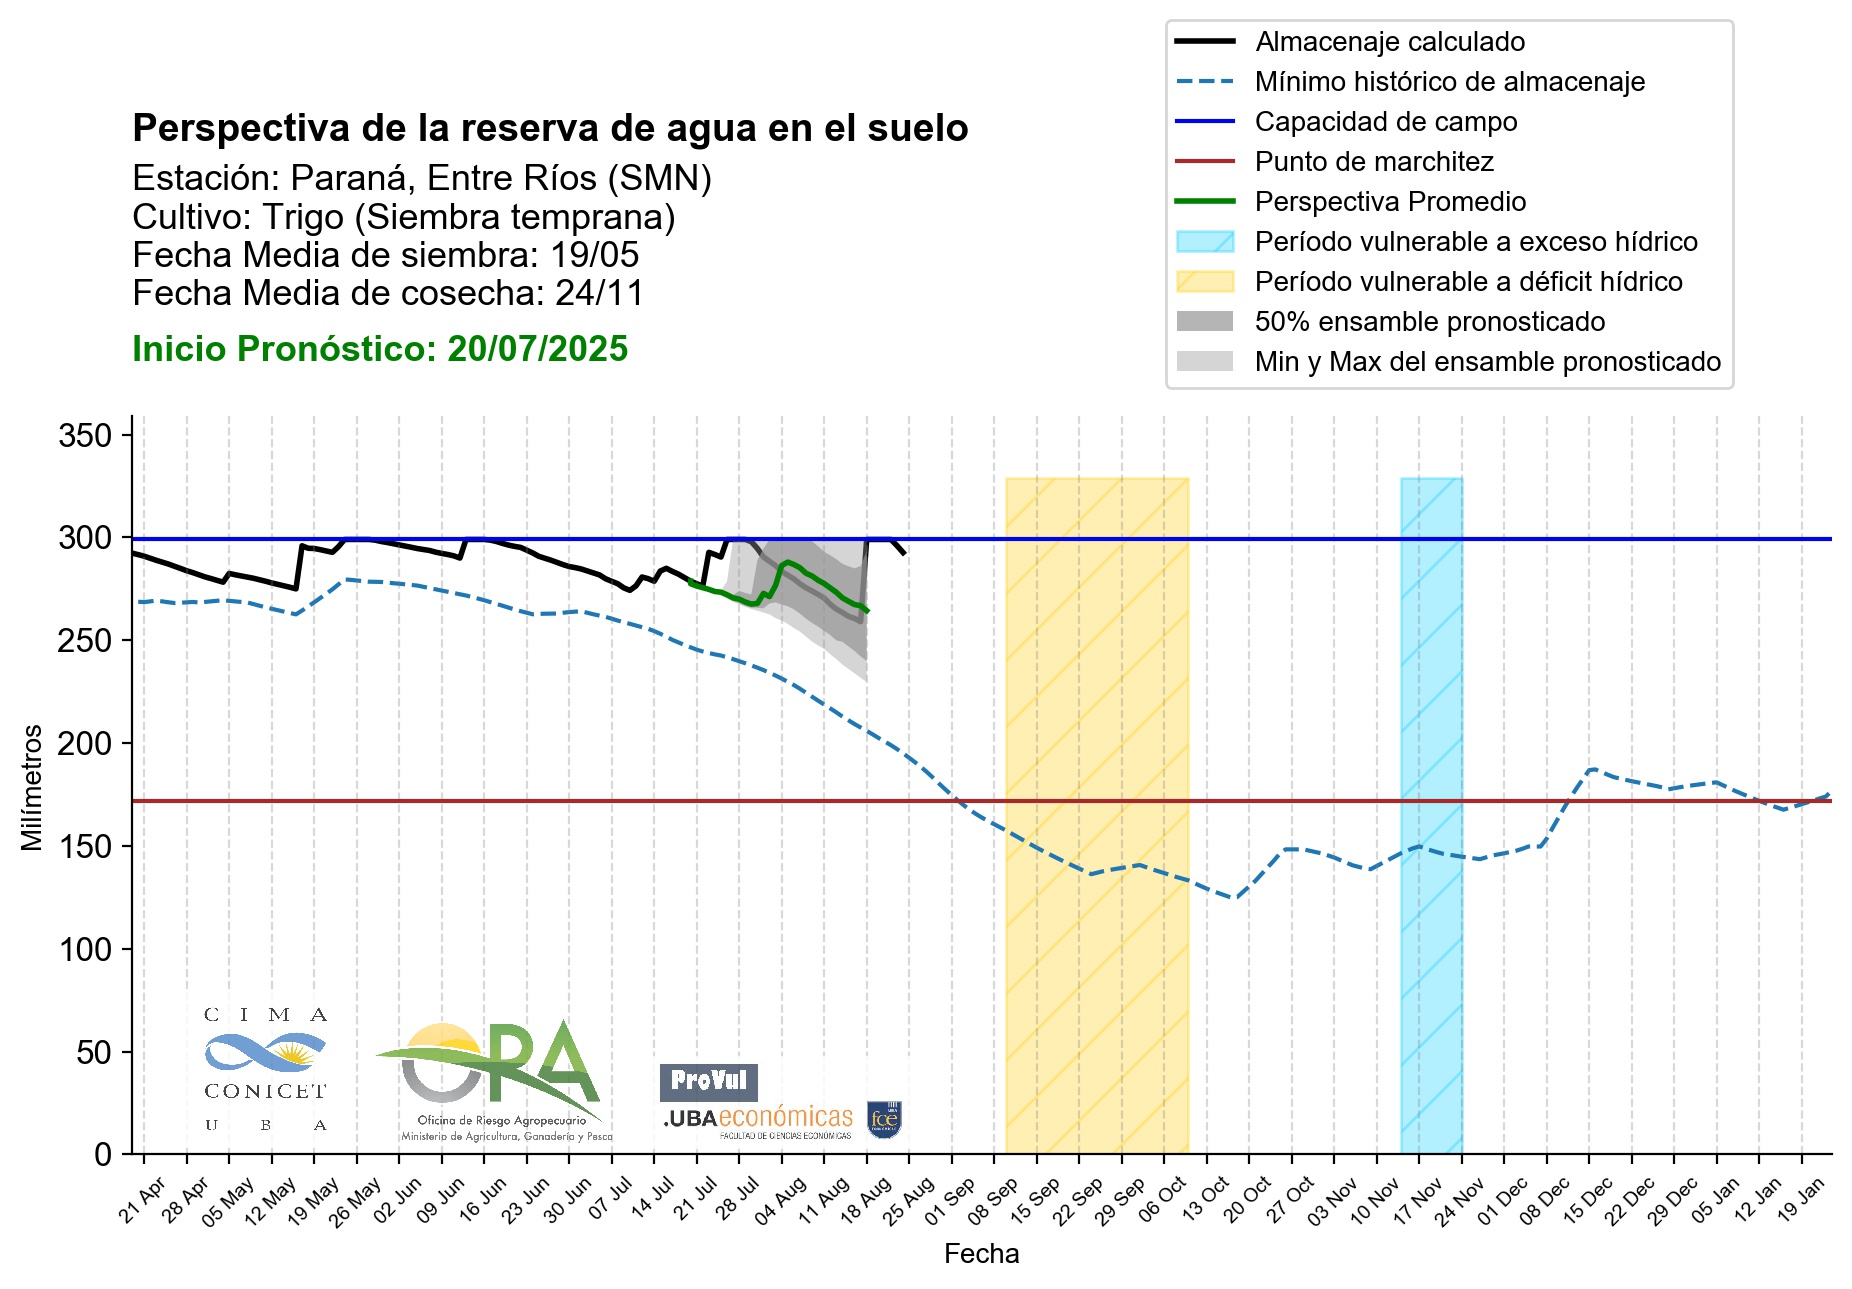 Almacenaje calculado
Mínimo histórico de almacenaje
Capacidad de campo
Punto de marchitez
Perspectiva Promedio
Período vulnerable a exceso hídrico
Período vulnerable a déficit hídrico
50% ensamble pronosticado
Min y Max del ensamble pronosticado
Perspectiva de la reserva de agua en el suelo
Estación: Paraná, Entre Ríos (SMN)
Cultivo: Trigo (Siembra temprana)
Fecha Media de siembra: 19/05
Fecha Media de cosecha: 24/11
Inicio Pronóstico: 20/07/2025
Milímetros
350
300
250
200
150
100
50
0
CIMA
CONICET
UBA
ORA
Oficina de Riesgo Agropecuario
Ministerio de Agricultura, Ganadería y Pesca
ProVul
.UBAeconómicas
FACULTAD DE CIENCIAS ECONÓMICAS
UBA
fce
21 Apr
28 Apr
05 May
12 May
19 May
26 May
02 Jun
09 Jun
16 Jun
23 Jun
30 Jun
07 Jul
14 Jul
21 Jul
28 Jul
04 Aug
11 Aug
18 Aug
25 Aug
01 Sep
08 Sep
15 Sep
22 Sep
29 Sep
06 Oct
13 Oct
20 Oct
27 Oct
03 Nov
10 Nov
17 Nov
24 Nov
01 Dec
08 Dec
15 Dec
22 Dec
29 Dec
05 Jan
12 Jan
19 Jan
Fecha